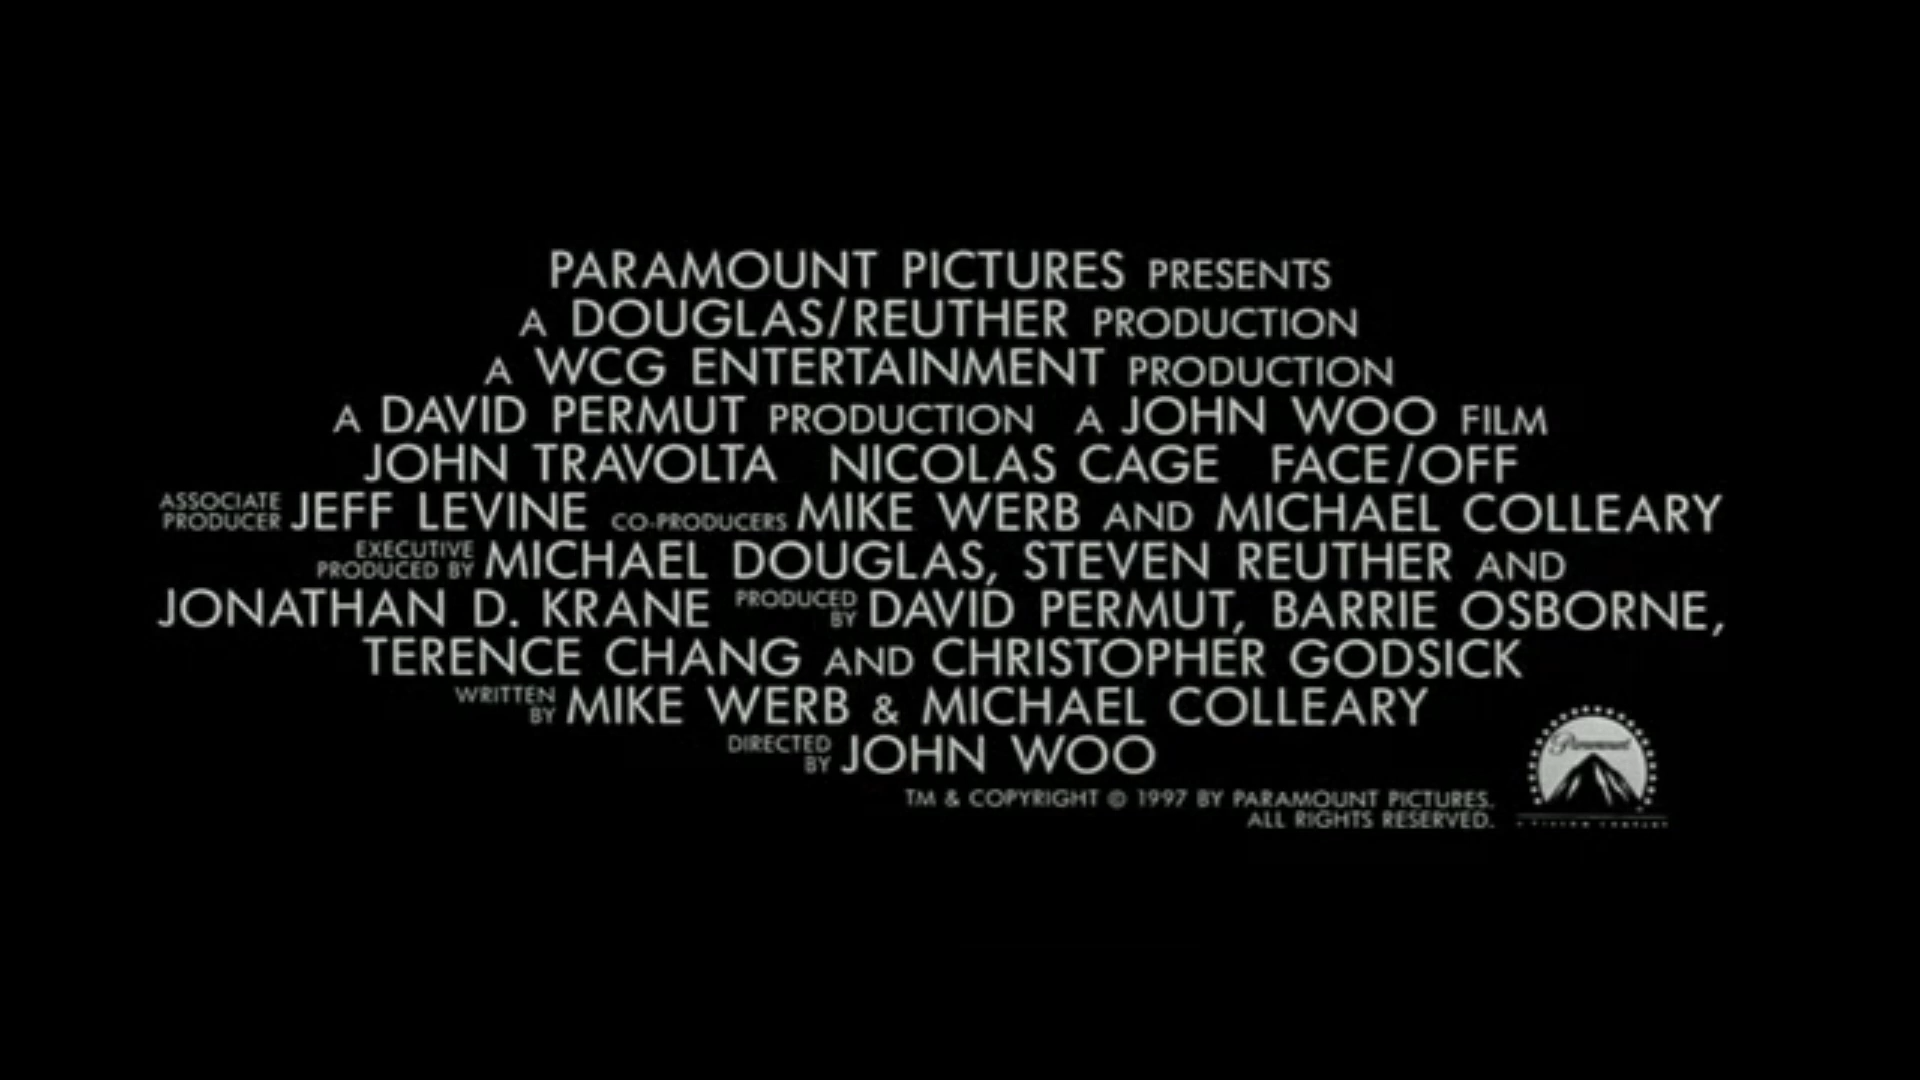 PARAMOUNT PICTURES PRESENTS
A DOUGLAS/REUTHER PRODUCTION
A WCG ENTERTAINMENT PRODUCTION
A DAVID PERMUT PRODUCTION A JOHN WOO FILM
JOHN TRAVOLTA NICOLAS CAGE FACE/OFF
ASSOCIATE PRODUCER JEFF LEVINE CO-PRODUCERS MIKE WERB AND MICHAEL COLLEARY
EXECUTIVE PRODUCED BY MICHAEL DOUGLAS, STEVEN REUTHER AND
JONATHAN D. KRANE PRODUCED BY DAVID PERMUT, BARRIE OSBORNE,
TERENCE CHANG AND CHRISTOPHER GODSICK
WRITTEN BY MIKE WERB & MICHAEL COLLEARY
DIRECTED BY JOHN WOO
TM & COPYRIGHT © 1997 BY PARAMOUNT PICTURES.
ALL RIGHTS RESERVED.
Paramount